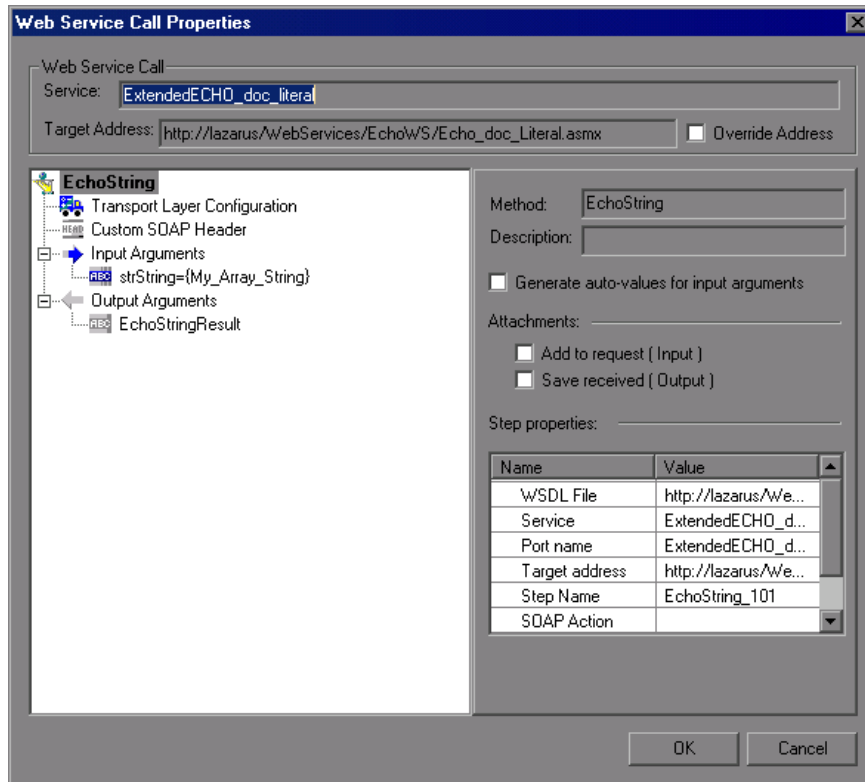 Web Service Call Properties
Web Service Call
Service: ExtendedECHO_doc_literal
Target Address: http://lazarus/WebServices/EchoWS/Echo_doc_Literal.asmx Override Address
EchoString
Transport Layer Configuration
HEAD Custom SOAP Header
Input Arguments
ABC strString={My_Array_String}
Output Arguments
ABC EchoStringResult
Method: EchoString
Description:
Generate auto-values for input arguments
Attachments:
Add to request ( Input )
Save received ( Output )
Step properties:
Name Value
WSDL File http://lazarus/We...
Service ExtendedECHO_d...
Port name ExtendedECHO_d...
Target address http://lazarus/We...
Step Name EchoString_101
SOAP Action
OK Cancel